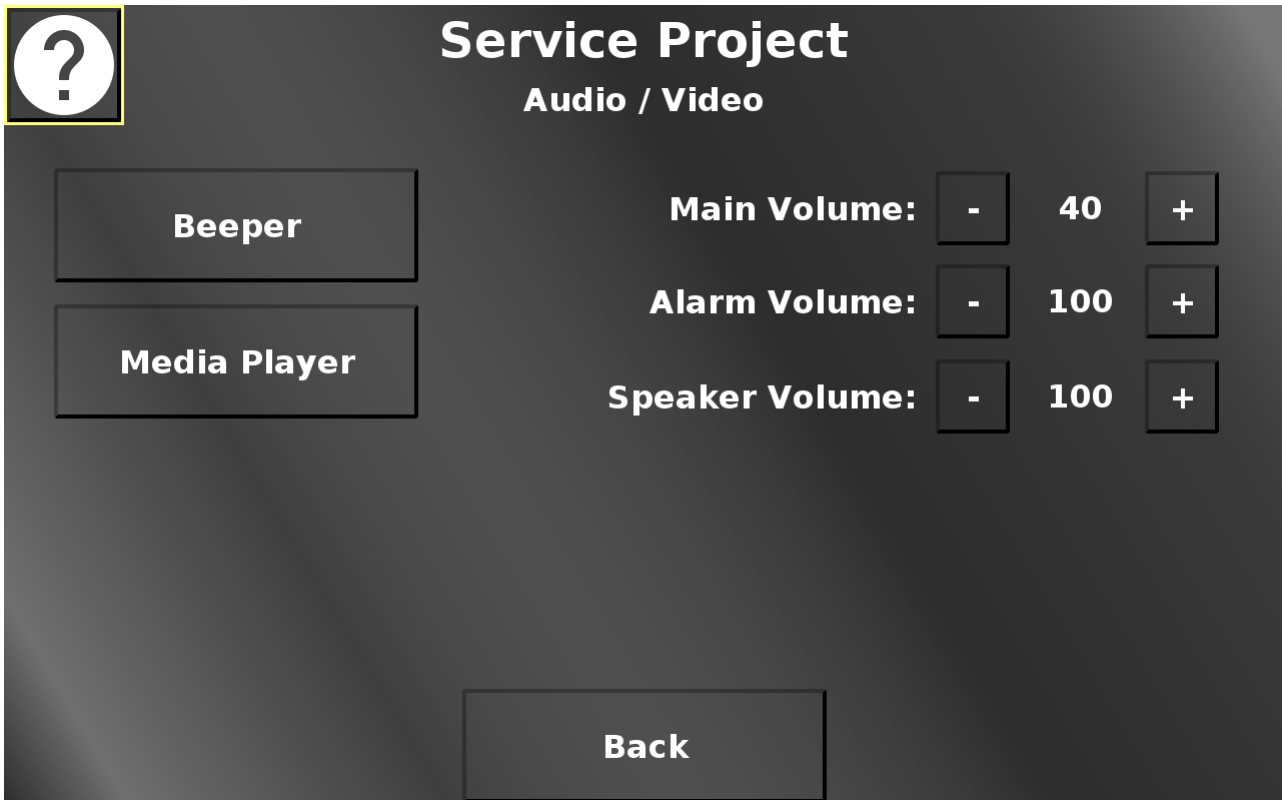 ?
Service Project
Audio / Video
Beeper
Media Player
Main Volume: - 40 +
Alarm Volume: - 100 +
Speaker Volume: - 100 +
Back